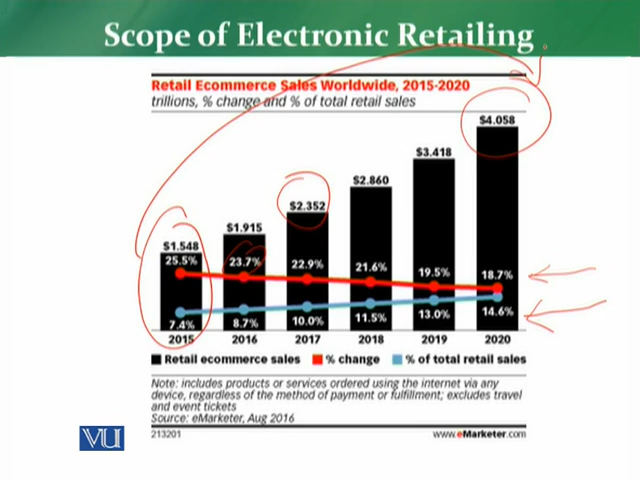 Scope of Electronic Retailing
Retail Ecommerce Sales Worldwide, 2015-2020
trillions, % change and % of total retail sales
$4.058
$3.418
$2.860
$2.352
$1.915
$1.548
25.5% 23.7% 22.9% 21.6% 19.5% 18.7%
7.4% 8.7% 10.0% 11.5% 13.0% 14.6%
2015 2016 2017 2018 2019 2020
Retail ecommerce sales % change % of total retail sales
Note: includes products or services ordered using the internet via any
device, regardless of the method of payment or fulfillment; excludes travel
and event tickets
Source: eMarketer, Aug 2016
213201 www.eMarketer.com
VU